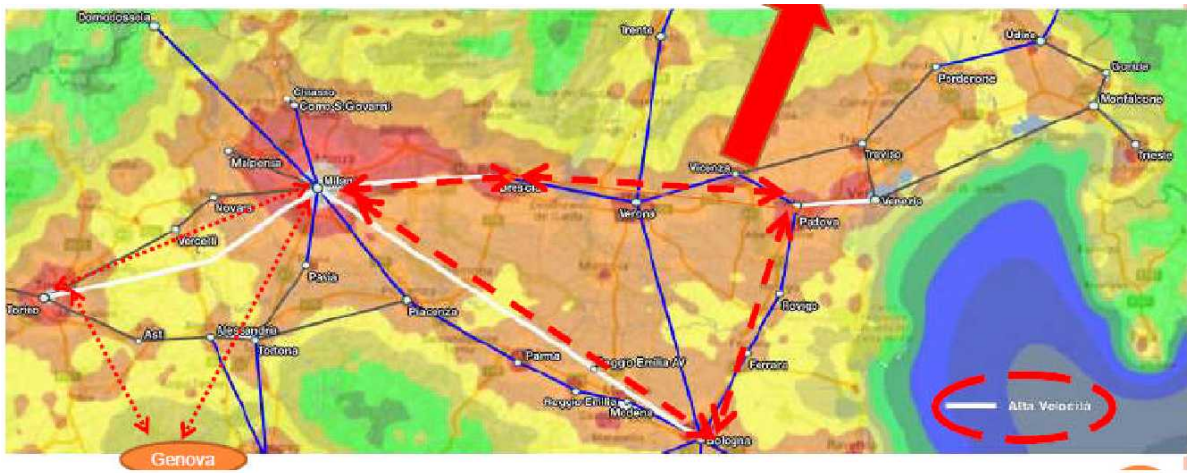 Domodossola
Trento
Udine
Gorizia
Pordenone
Chiasso
Como S.Giovanni
Monfalcone
Malpensa
Treviso
Trieste
Vicenza
Milan
Brescia
Novara
Verona
Padova
Venezia
Vercelli
Pavia
Rovigo
Torino
Piacenza
Asti
Alessandria
Tortona
Parma
Reggio Emilia AV
Ferrara
Reggio Emilia
Modena
Alta Velocità
Bologna
Genova